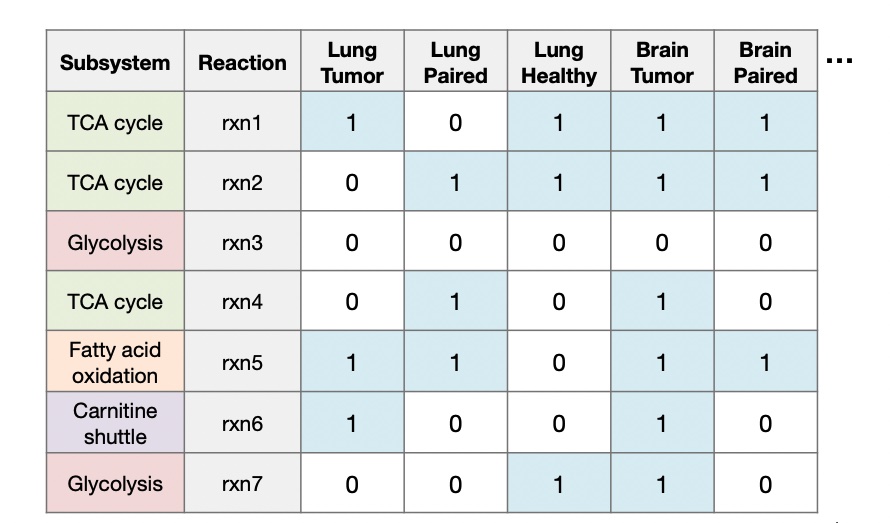 Subsystem Reaction Lung Tumor Lung Paired Lung Healthy Brain Tumor Brain Paired ...
TCA cycle rxn1 1 0 1 1 1
TCA cycle rxn2 0 1 1 1 1
Glycolysis rxn3 0 0 0 0 0
TCA cycle rxn4 0 1 0 1 0
Fatty acid oxidation rxn5 1 1 0 1 1
Carnitine shuttle rxn6 1 0 0 1 0
Glycolysis rxn7 0 0 1 1 0